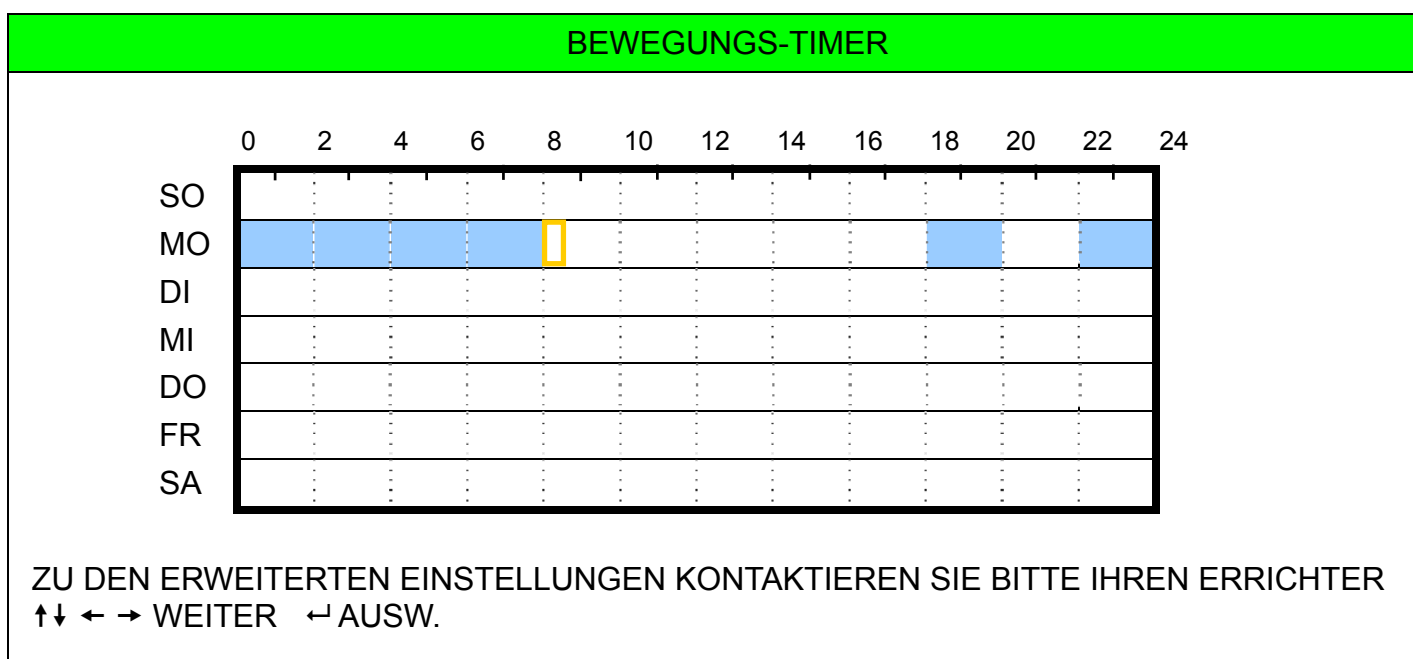 BEWEGUNGS-TIMER
0 2 4 6 8 10 12 14 16 18 20 22 24
SO
MO
DI
MI
DO
FR
SA
ZU DEN ERWEITERTEN EINSTELLUNGEN KONTAKTIEREN SIE BITTE IHREN ERRICHTER
↑↓ ← → WEITER ↵ AUSW.